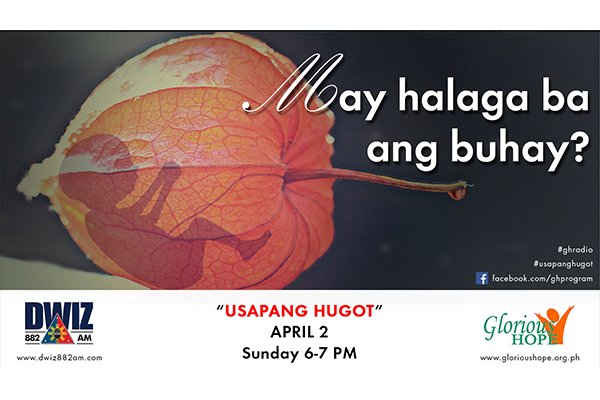 May halaga ba
ang buhay?
#ghradio
#usapanghugot
facebook.com/ghprogram
DWIZ
882 AM
www.dwiz882am.com
“USAPANG HUGOT”
APRIL 2
Sunday 6-7 PM
Glorious
HOPE
www.glorioushope.org.ph